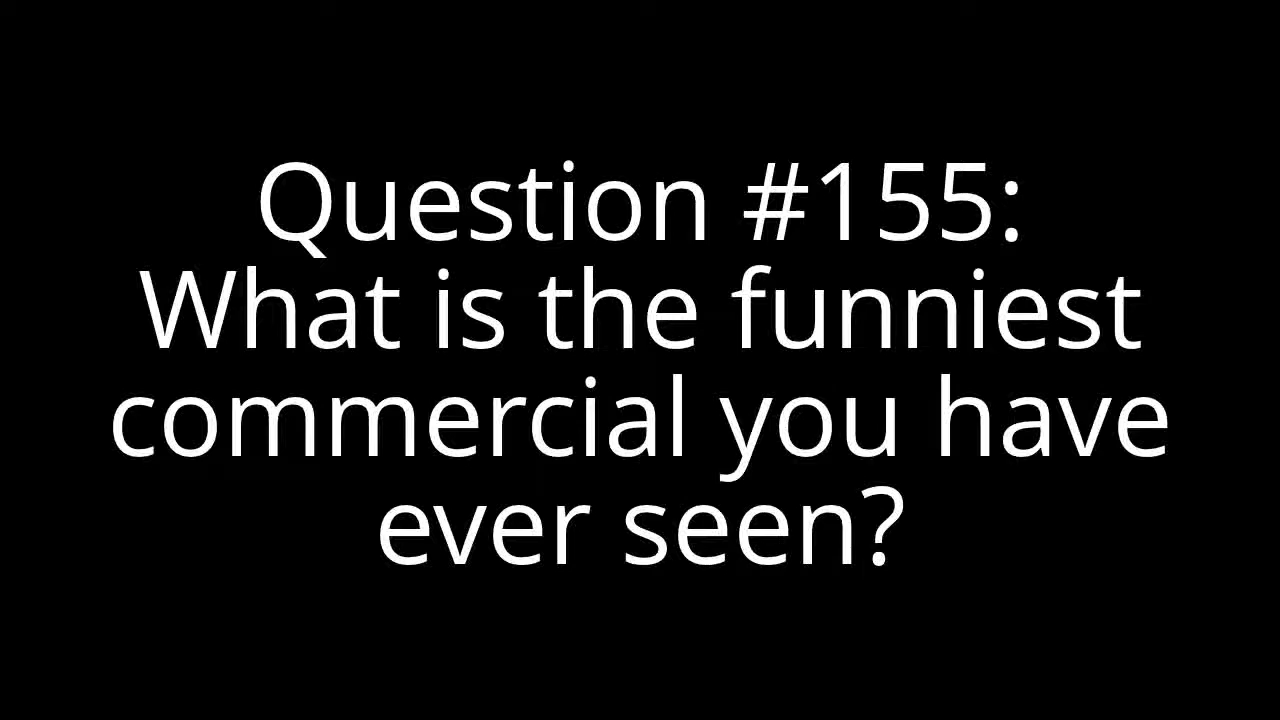 Question #155:
What is the funniest
commercial you have
ever seen?